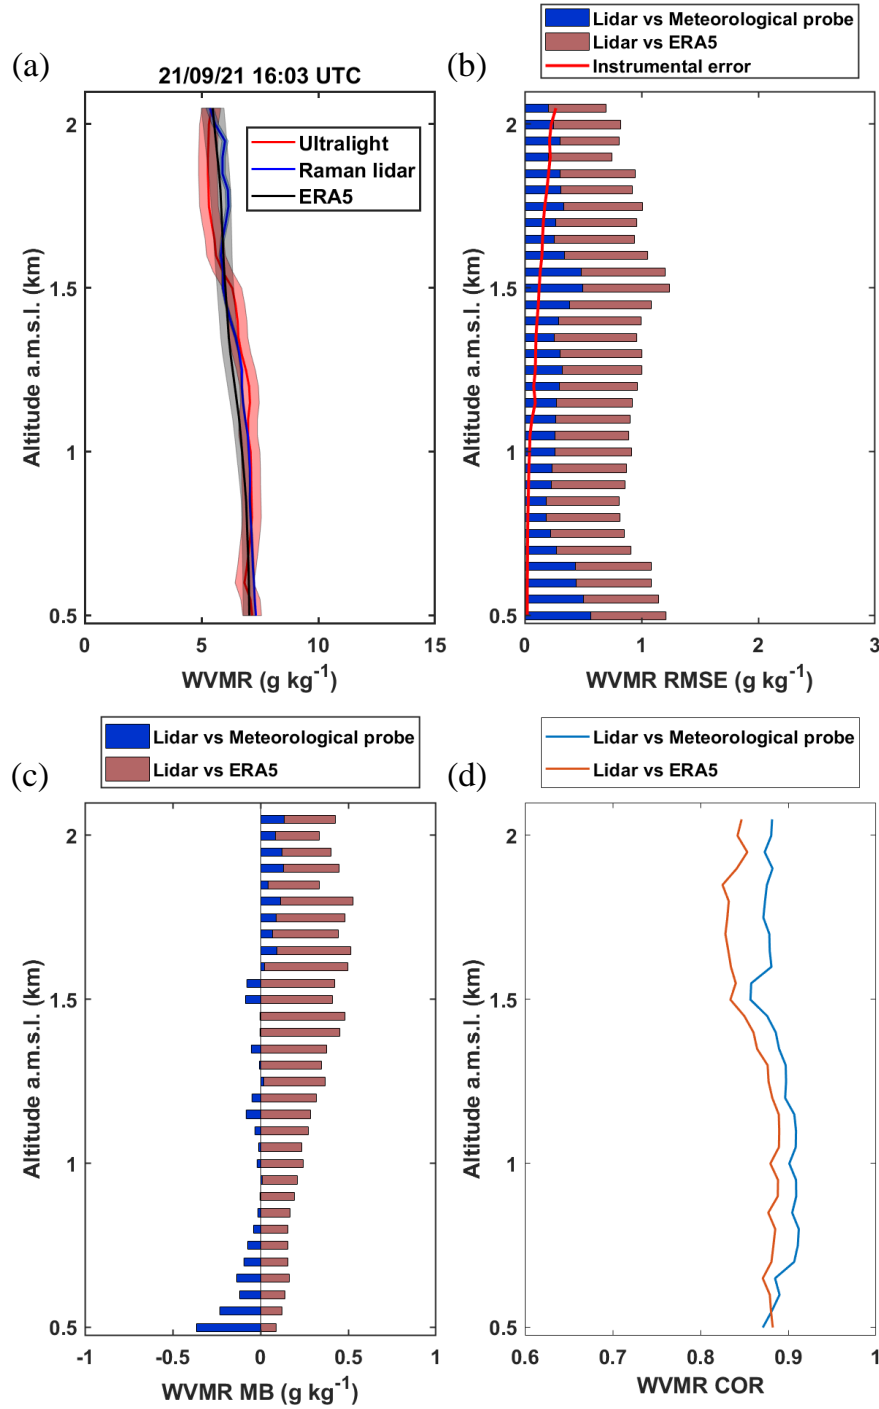 (a)
21/09/21 16:03 UTC
Ultralight
Raman lidar
ERA5
2
1.5
1
0.5
Altitude a.m.s.l. (km)
0 5 10 15
WVMR (g kg⁻¹)
Lidar vs Meteorological probe
Lidar vs ERA5
Instrumental error
(b)
2
1.5
1
0.5
Altitude a.m.s.l. (km)
0 1 2 3
WVMR RMSE (g kg⁻¹)
Lidar vs Meteorological probe
Lidar vs ERA5
(c)
2
1.5
1
0.5
Altitude a.m.s.l. (km)
-1 -0.5 0 0.5 1
WVMR MB (g kg⁻¹)
Lidar vs Meteorological probe
Lidar vs ERA5
(d)
2
1.5
1
0.5
Altitude a.m.s.l. (km)
0.6 0.7 0.8 0.9 1
WVMR COR